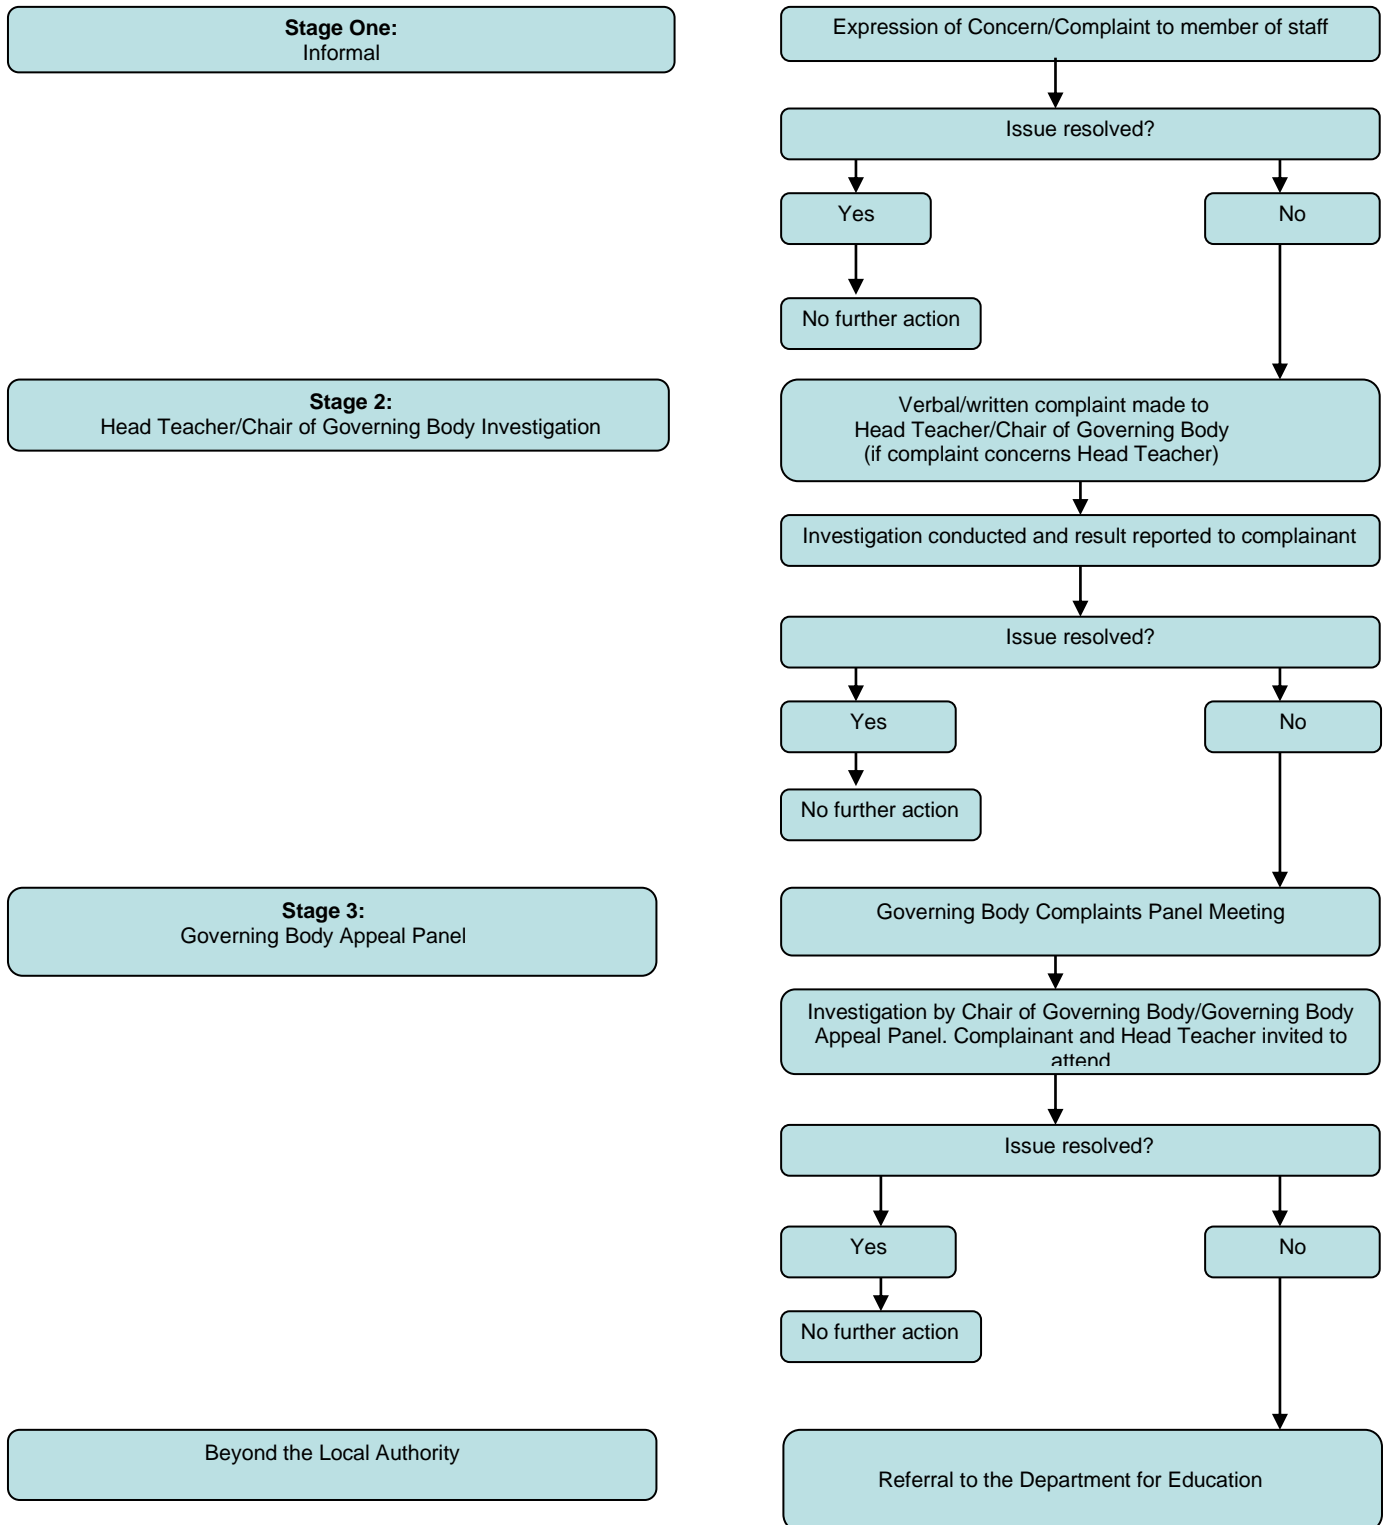 Stage One:
Informal
Expression of Concern/Complaint to member of staff
Issue resolved?
Yes
No
No further action
Stage 2:
Head Teacher/Chair of Governing Body Investigation
Verbal/written complaint made to
Head Teacher/Chair of Governing Body
(if complaint concerns Head Teacher)
Investigation conducted and result reported to complainant
Issue resolved?
Yes
No
No further action
Stage 3:
Governing Body Appeal Panel
Governing Body Complaints Panel Meeting
Investigation by Chair of Governing Body/Governing Body
Appeal Panel. Complainant and Head Teacher invited to
attend
Issue resolved?
Yes
No
No further action
Beyond the Local Authority
Referral to the Department for Education